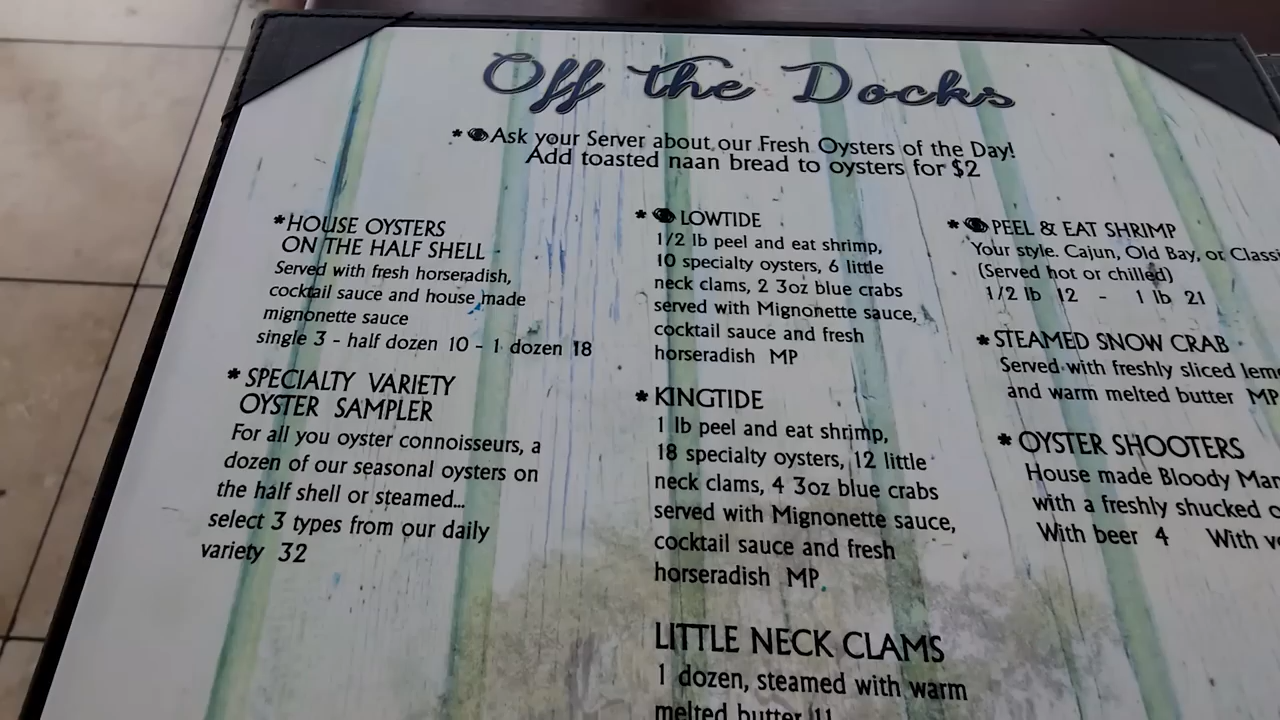 Off the Docks
* Ask your Server about our Fresh Oysters of the Day!
Add toasted naan bread to oysters for $2
*HOUSE OYSTERS
ON THE HALF SHELL
Served with fresh horseradish,
cocktail sauce and house made
mignonette sauce
single 3 - half dozen 10 - 1 dozen 18
*SPECIALTY VARIETY
OYSTER SAMPLER
For all you oyster connoisseurs, a
dozen of our seasonal oysters on
the half shell or steamed...
select 3 types from our daily
variety 32
* LOWTIDE
1/2 lb peel and eat shrimp,
10 specialty oysters, 6 little
neck clams, 2 3oz blue crabs
served with Mignonette sauce,
cocktail sauce and fresh
horseradish MP
* KINGTIDE
1 lb peel and eat shrimp,
18 specialty oysters, 12 little
neck clams, 4 3oz blue crabs
served with Mignonette sauce,
cocktail sauce and fresh
horseradish MP
LITTLE NECK CLAMS
1 dozen, steamed with warm
melted butter 11
* PEEL & EAT SHRIMP
Your style. Cajun, Old Bay, or
(Served hot or chilled)
1/2 lb 12 - 1 lb 21
*STEAMED SNOW CRAB
Served with freshly sliced
and warm melted butter MP
* OYSTER SHOOTERS
House made Bloody
with a freshly shucked
With beer 4 With